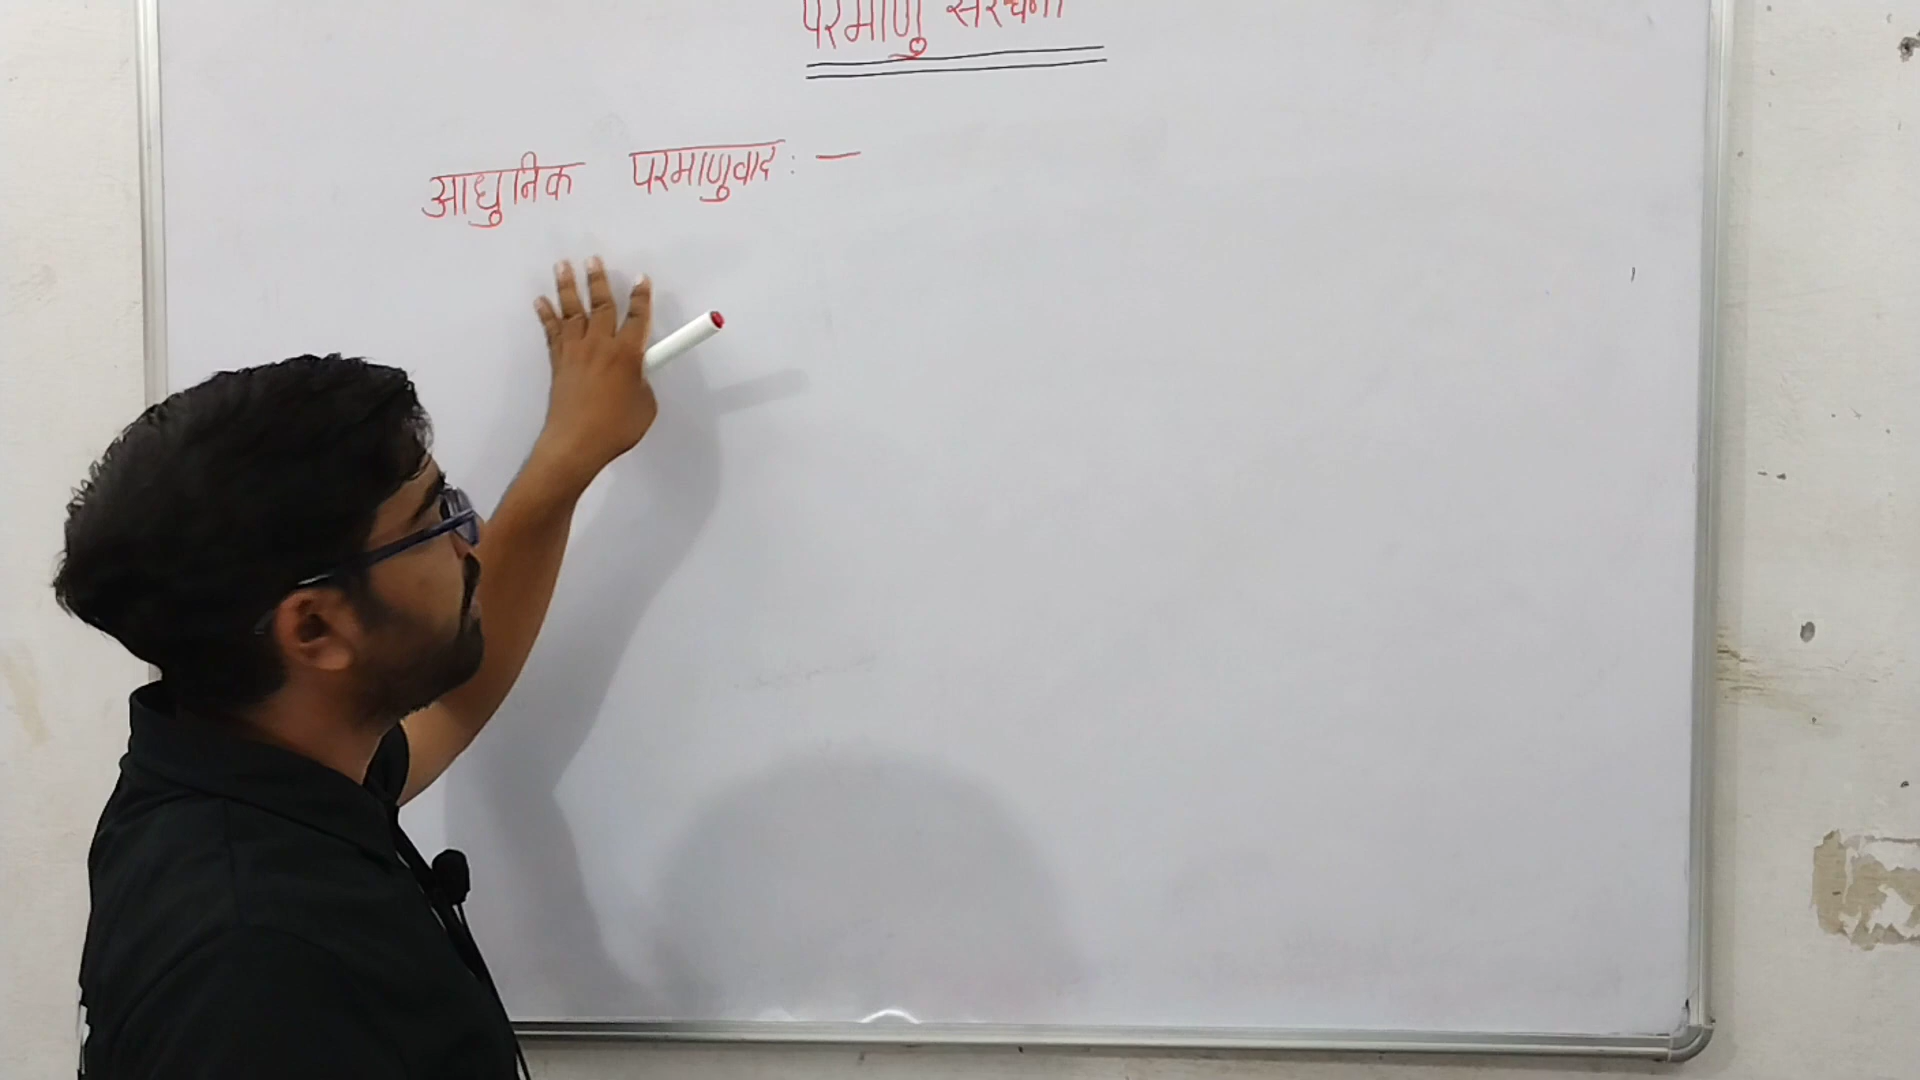 परमाणु संरचना
आधुनिक परमाणुवाद : —